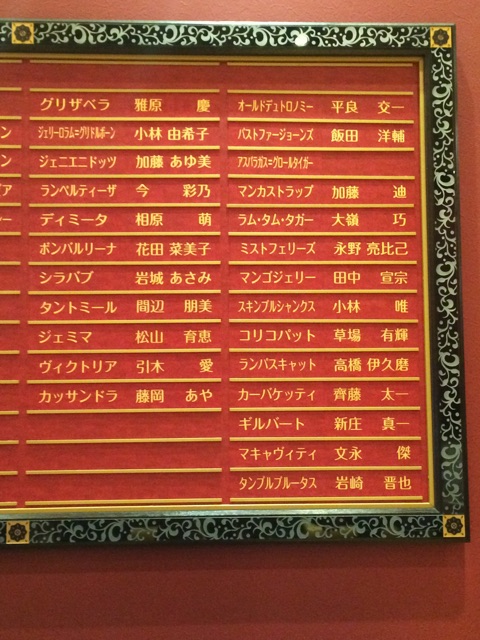 グリザベラ 雅原 慶
ジェリーロラム=グリドルボーン 小林 由希子
ジェニエニドッツ 加藤 あゆ美
ランペルティーザ 今 彩乃
ディミータ 相原 萌
ボンバルリーナ 花田 菜美子
シラバブ 岩城 あさみ
タントミール 間辺 朋美
ジェミマ 松山 育恵
ヴィクトリア 引木 愛
カッサンドラ 藤岡 あや
オールドデュトロノミー 平良 交一
バストファージョーンズ 飯田 洋輔
アスパラガス=グロールタイガー
マンカストラップ 加藤 迪
ラム・タム・タガー 大嶺 巧
ミストフェリーズ 永野 亮比己
マンゴジェリー 田中 宣宗
スキンブルシャンクス 小林 唯
コリコパット 草場 有輝
ランパスキャット 高橋 伊久磨
カーバケッティ 齊藤 太一
ギルバート 新庄 真一
マキャヴィティ 文永 傑
タンブルブルータス 岩崎 晋也